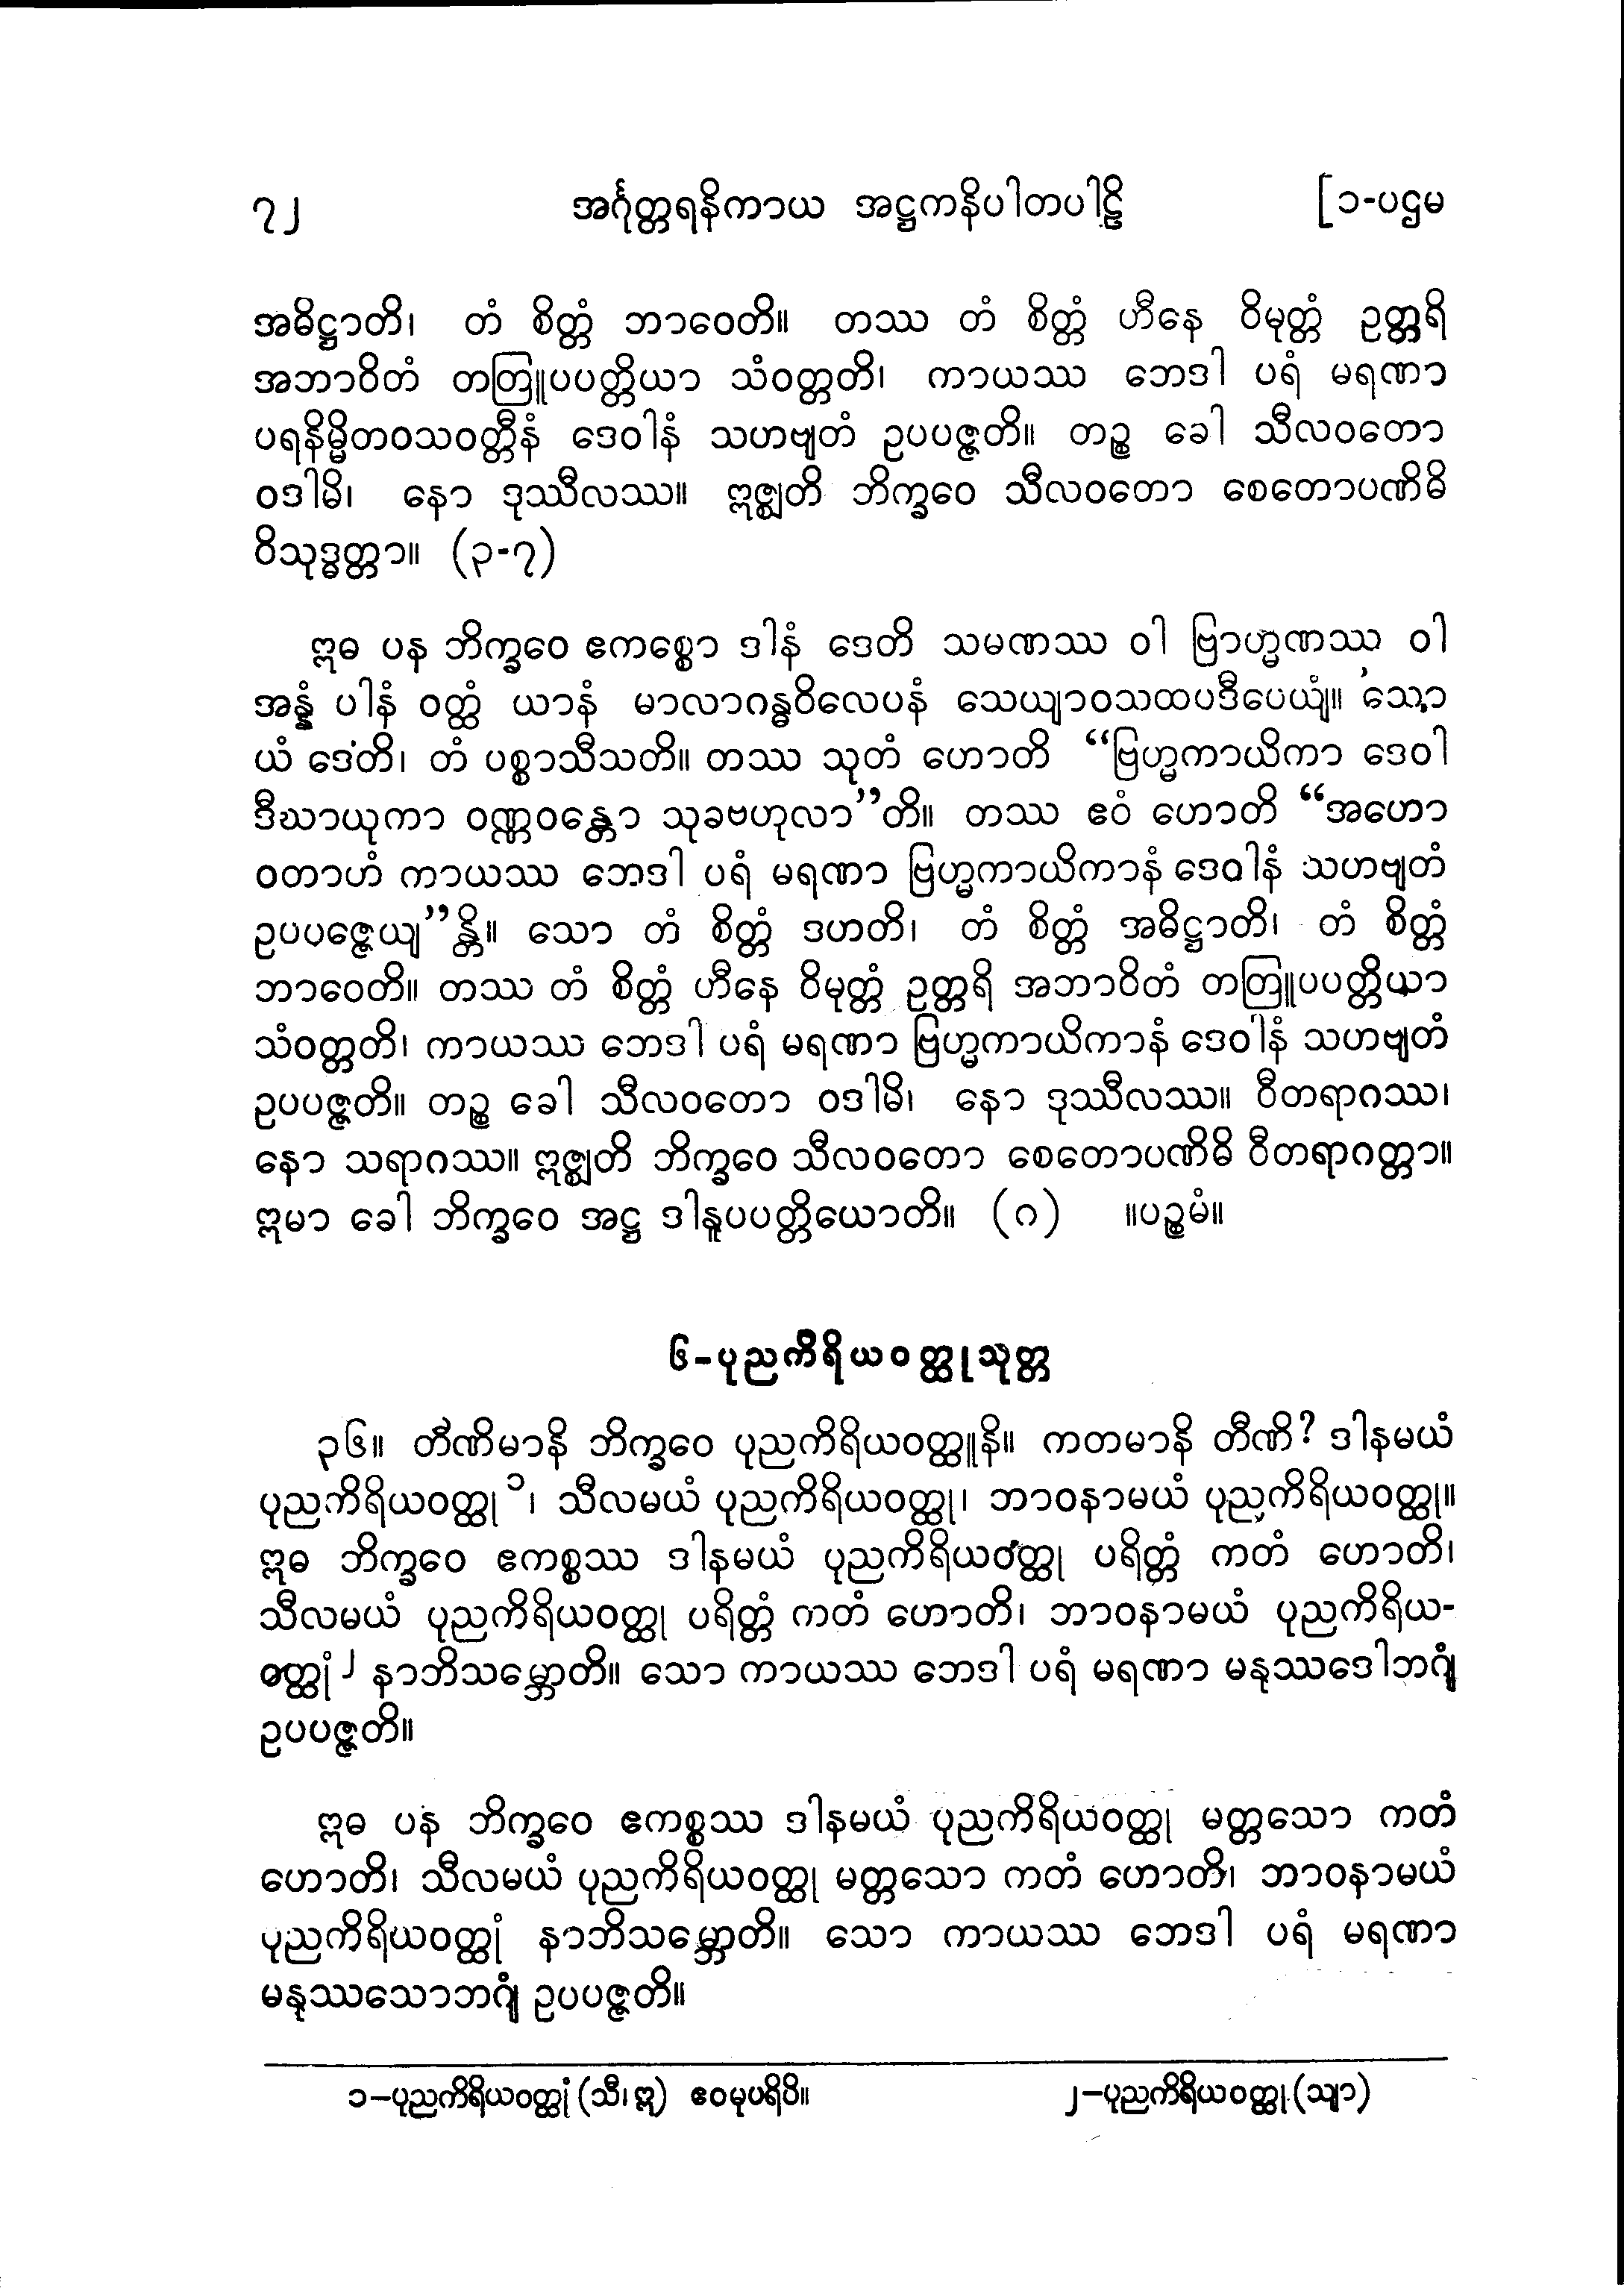 ၇၂ အင်္ဂုတ္တရနိကာယ အဋ္ဌကနိပါတပါဠိ [၁-ပဌမ
အဓိဋ္ဌာတိ၊ တံ စိတ္တံ ဘာဝေတိ။ တဿ တံ စိတ္တံ ဟီနေ ဝိမုတ္တံ ဥတ္တရိ
အဘာဝိတံ တတြူပပတ္တိယာ သံဝတ္တတိ၊ ကာယဿ ဘေဒါ ပရံ မရဏာ
ပရနိမ္မိတဝသဝတ္တီနံ ဒေဝါနံ သဟဗျတံ ဥပပဇ္ဇတိ။ တဉ္စ ခေါ သီလဝတော
ဝဒါမိ၊ နော ဒုဿီလဿ။ ဣဇ္ဈတိ ဘိက္ခဝေ သီလဝတော စေတောပဏိဓိ
ဝိသုဒ္ဓတ္တာ။ (၃-၇)
ဣဓ ပန ဘိက္ခဝေ ဧကစ္စော ဒါနံ ဒေတိ သမဏဿ ဝါ ဗြာဟ္မဏဿ ဝါ
အန္နံ ပါနံ ဝတ္ထံ ယာနံ မာလာဂန္ဓဝိလေပနံ သေယျာဝသထပဒီပေယျံ။ သော
ယံ ဒေတိ၊ တံ ပစ္စာသီသတိ။ တဿ သုတံ ဟောတိ “ဗြဟ္မကာယိကာ ဒေဝါ
ဒီဃာယုကာ ဝဏ္ဏဝန္တော သုခဗဟုလာ”တိ။ တဿ ဧဝံ ဟောတိ “အဟော
ဝတာဟံ ကာယဿ ဘေဒါ ပရံ မရဏာ ဗြဟ္မကာယိကာနံ ဒေဝါနံ သဟဗျတံ
ဥပပဇ္ဇေယျ”န္တိ။ သော တံ စိတ္တံ ဒဟတိ၊ တံ စိတ္တံ အဓိဋ္ဌာတိ၊ တံ စိတ္တံ
ဘာဝေတိ။ တဿ တံ စိတ္တံ ဟီနေ ဝိမုတ္တံ ဥတ္တရိ အဘာဝိတံ တတြူပပတ္တိယာ
သံဝတ္တတိ၊ ကာယဿ ဘေဒါ ပရံ မရဏာ ဗြဟ္မကာယိကာနံ ဒေဝါနံ သဟဗျတံ
ဥပပဇ္ဇတိ။ တဉ္စ ခေါ သီလဝတော ဝဒါမိ၊ နော ဒုဿီလဿ။ ဝီတရာဂဿ၊
နော သရာဂဿ။ ဣဇ္ဈတိ ဘိက္ခဝေ သီလဝတော စေတောပဏိဓိ ဝီတရာဂတ္တာ။
ဣမာ ခေါ ဘိက္ခဝေ အဋ္ဌ ဒါနူပပတ္တိယောတိ။ (၈) ။ပဉ္စမံ။
၆-ပုညကိရိယဝတ္ထုသုတ္တ
၃၆။ တီဏိမာနိ ဘိက္ခဝေ ပုညကိရိယဝတ္ထူနိ။ ကတမာနိ တီဏိ? ဒါနမယံ
ပုညကိရိယဝတ္ထု၁၊ သီလမယံ ပုညကိရိယဝတ္ထု၊ ဘာဝနာမယံ ပုညကိရိယဝတ္ထု။
ဣဓ ဘိက္ခဝေ ဧကစ္စဿ ဒါနမယံ ပုညကိရိယဝတ္ထု ပရိတ္တံ ကတံ ဟောတိ၊
သီလမယံ ပုညကိရိယဝတ္ထု ပရိတ္တံ ကတံ ဟောတိ၊ ဘာဝနာမယံ ပုညကိရိယ-
ဝတ္ထုံ၂ နာဘိသမ္ဘောတိ။ သော ကာယဿ ဘေဒါ ပရံ မရဏာ မနုဿဒေါဘဂျံ
ဥပပဇ္ဇတိ။
ဣဓ ပန ဘိက္ခဝေ ဧကစ္စဿ ဒါနမယံ ပုညကိရိယဝတ္ထု မတ္တသော ကတံ
ဟောတိ၊ သီလမယံ ပုညကိရိယဝတ္ထု မတ္တသော ကတံ ဟောတိ၊ ဘာဝနာမယံ
ပုညကိရိယဝတ္ထုံ နာဘိသမ္ဘောတိ။ သော ကာယဿ ဘေဒါ ပရံ မရဏာ
မနုဿသောဘဂျံ ဥပပဇ္ဇတိ။
၁-ပုညကိရိယဝတ္ထုံ (သီ၊ ဣ) ဧဝမုပရိပိ။ ၂-ပုညကိရိယဝတ္ထု (သျာ)